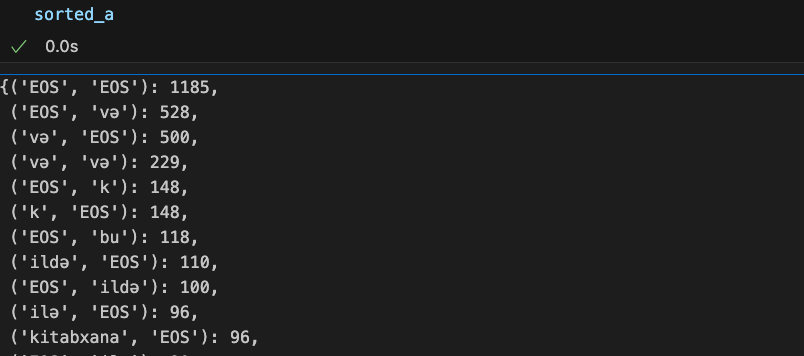 sorted_a
✓ 0.0s
{('EOS', 'EOS'): 1185,
('EOS', 'və'): 528,
('və', 'EOS'): 500,
('və', 'və'): 229,
('EOS', 'k'): 148,
('k', 'EOS'): 148,
('EOS', 'bu'): 118,
('ildə', 'EOS'): 110,
('EOS', 'ildə'): 100,
('ilə', 'EOS'): 96,
('kitabxana', 'EOS'): 96,